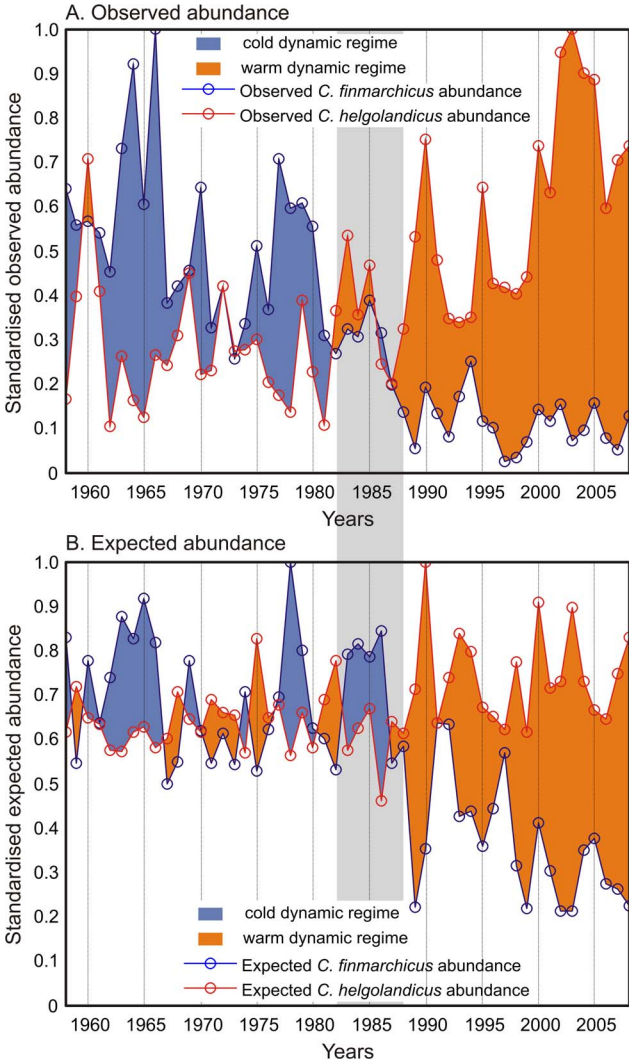 A. Observed abundance
Standardised observed abundance
1.0
0.9
0.8
0.7
0.6
0.5
0.4
0.3
0.2
0.1
0
cold dynamic regime
warm dynamic regime
Observed C. finmarchicus abundance
Observed C. helgolandicus abundance
1960 1965 1970 1975 1980 1985 1990 1995 2000 2005
Years
B. Expected abundance
Standardised expected abundance
1.0
0.9
0.8
0.7
0.6
0.5
0.4
0.3
0.2
0.1
0
cold dynamic regime
warm dynamic regime
Expected C. finmarchicus abundance
Expected C. helgolandicus abundance
1960 1965 1970 1975 1980 1985 1990 1995 2000 2005
Years